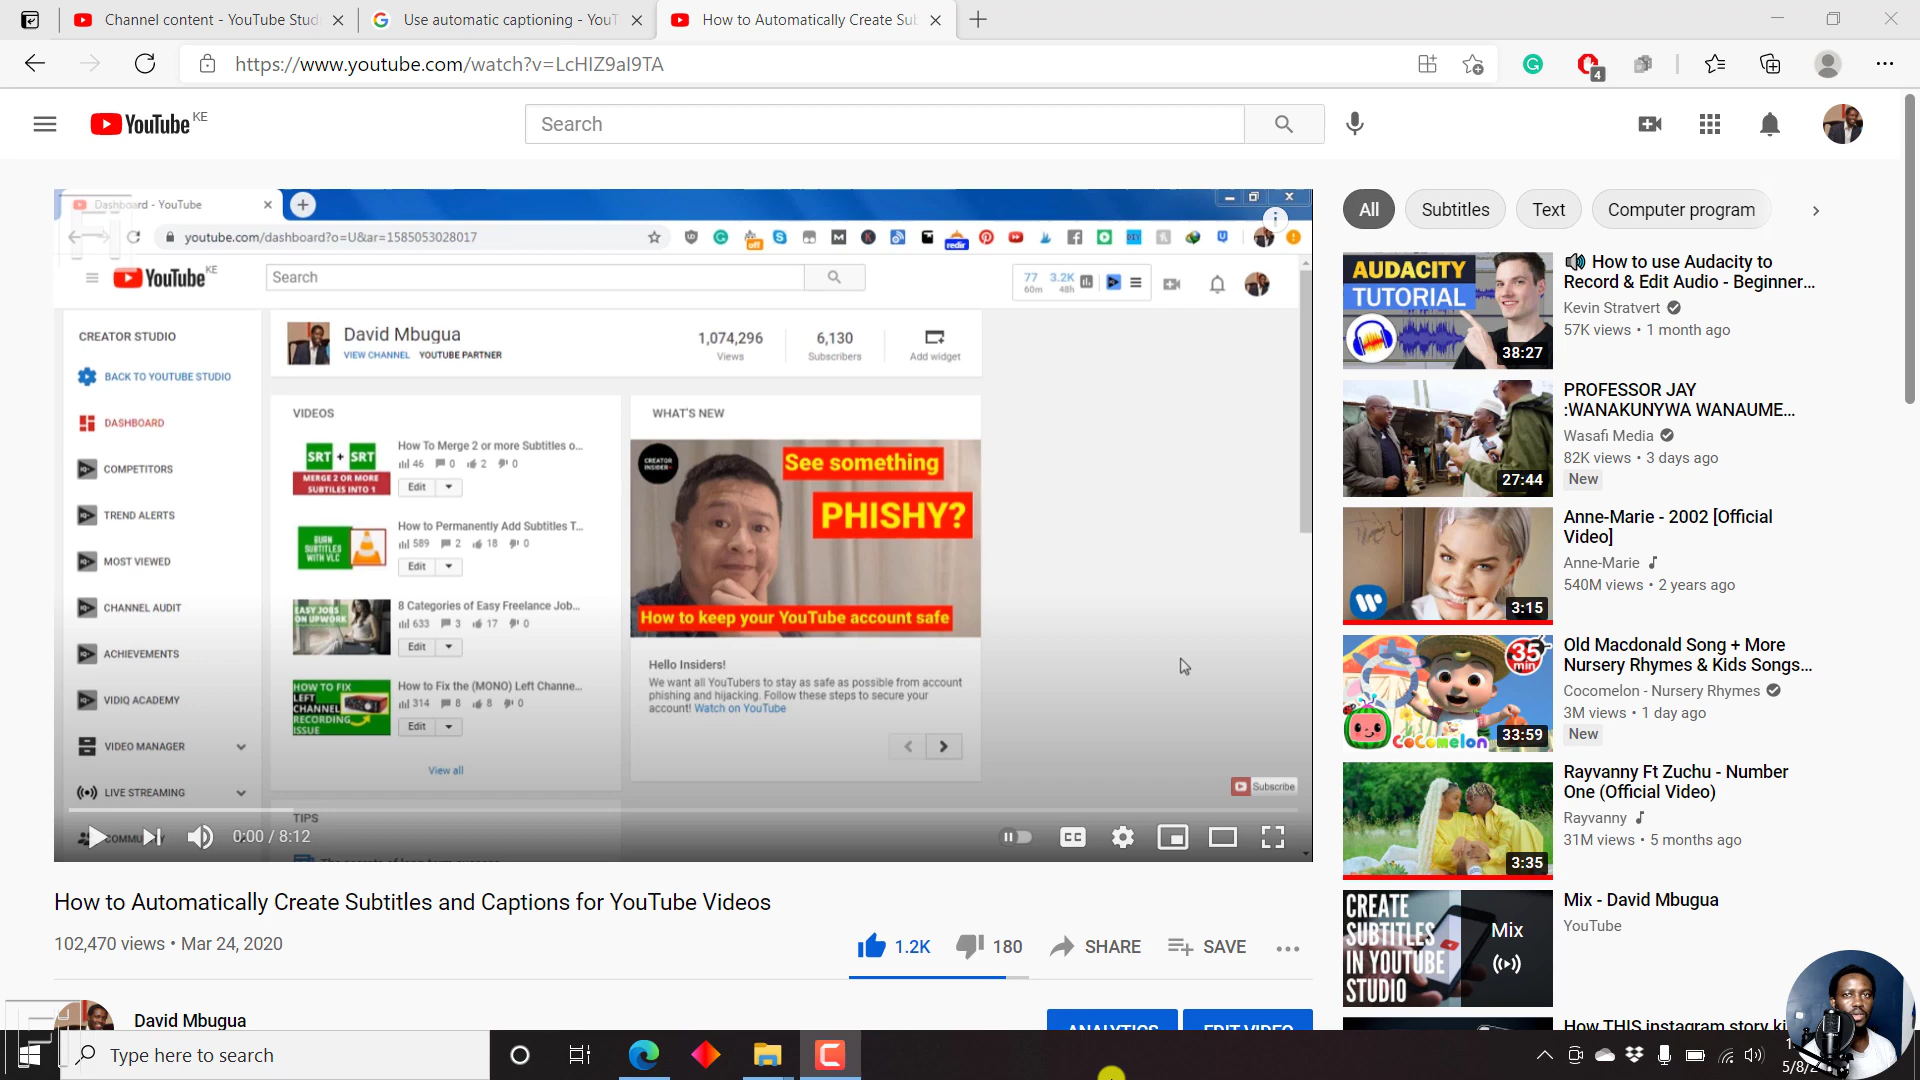 Channel content - YouTube Stud
Use automatic captioning - YouT
How to Automatically Create Sub
https://www.youtube.com/watch?v=LcHIZ9aI9TA
4
YouTube KE
Search
Dashboard - YouTube
youtube.com/dashboard?o=U&ar=1585053028017
off
redir
YouTube KE
Search
77
60m
3.2K
48h
CREATOR STUDIO
BACK TO YOUTUBE STUDIO
DASHBOARD
COMPETITORS
TREND ALERTS
MOST VIEWED
CHANNEL AUDIT
ACHIEVEMENTS
VIDIQ ACADEMY
VIDEO MANAGER
LIVE STREAMING
David Mbugua
VIEW CHANNEL YOUTUBE PARTNER
1,074,296
Views
6,130
Subscribers
Add widget
VIDEOS
SRT + SRT
MERGE 2 OR MORE
SUBTILES INTO 1
How To Merge 2 or more Subtitles o...
46 0 2 0
Edit
BURN
SUBTITLES
WITH VLC
How to Permanently Add Subtitles T...
589 2 18 0
Edit
EASY JOBS
ON UPWORK
8 Categories of Easy Freelance Job...
633 3 17 0
Edit
HOW TO FIX
LEFT
CHANNEL
RECORDING
ISSUE
How to Fix the (MONO) Left Channe...
314 8 8 0
Edit
View all
TIPS
WHAT'S NEW
CREATOR
INSIDER
See something
PHISHY?
How to keep your YouTube account safe
Hello Insiders!
We want all YouTubers to stay as safe as possible from account
phishing and hijacking. Follow these steps to secure your
account! Watch on YouTube
Subscribe
0:00 / 8:12
CC
How to Automatically Create Subtitles and Captions for YouTube Videos
102,470 views • Mar 24, 2020
1.2K
180
SHARE
SAVE
David Mbugua
ANALYTICS
EDIT VIDEO
All
Subtitles
Text
Computer program
AUDACITY
TUTORIAL
38:27
How to use Audacity to
Record & Edit Audio - Beginner...
Kevin Stratvert
57K views • 1 month ago
27:44
PROFESSOR JAY
:WANAKUNYWA WANAUME...
Wasafi Media
82K views • 3 days ago
New
3:15
Anne-Marie - 2002 [Official
Video]
Anne-Marie
540M views • 2 years ago
35
min
CoComelon
33:59
Old Macdonald Song + More
Nursery Rhymes & Kids Songs...
Cocomelon - Nursery Rhymes
3M views • 1 day ago
New
3:35
Rayvanny Ft Zuchu - Number
One (Official Video)
Rayvanny
31M views • 5 months ago
CREATE
SUBTITLES
IN YOUTUBE
STUDIO
Mix
Mix - David Mbugua
YouTube
How THIS instagram story ki
Type here to search
5/8/2